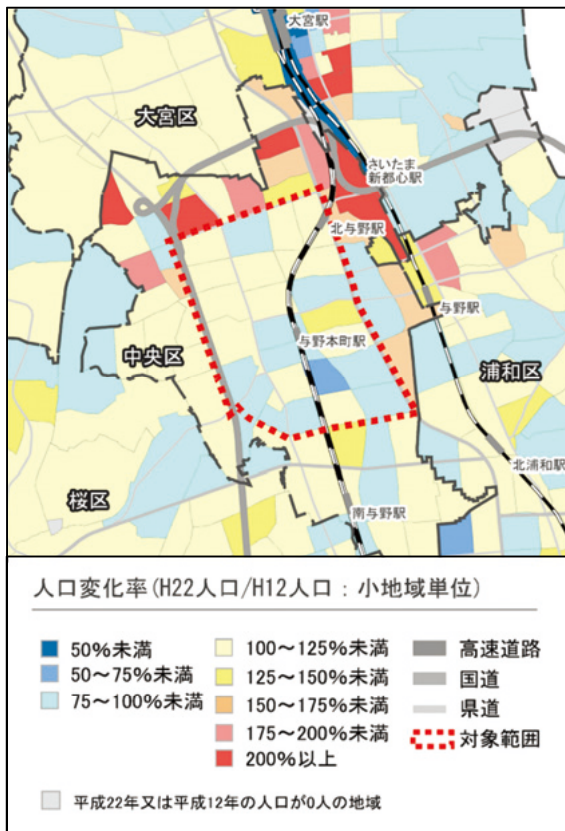 大宮駅
大宮区
さいたま
新都心駅
北与野駅
与野駅
与野本町駅
中央区
浦和区
北浦和駅
桜区
南与野駅
人口変化率(H22人口/H12人口：小地域単位)
50%未満
50～75%未満
75～100%未満
100～125%未満
125～150%未満
150～175%未満
175～200%未満
200%以上
高速道路
国道
県道
対象範囲
平成22年又は平成12年の人口が0人の地域